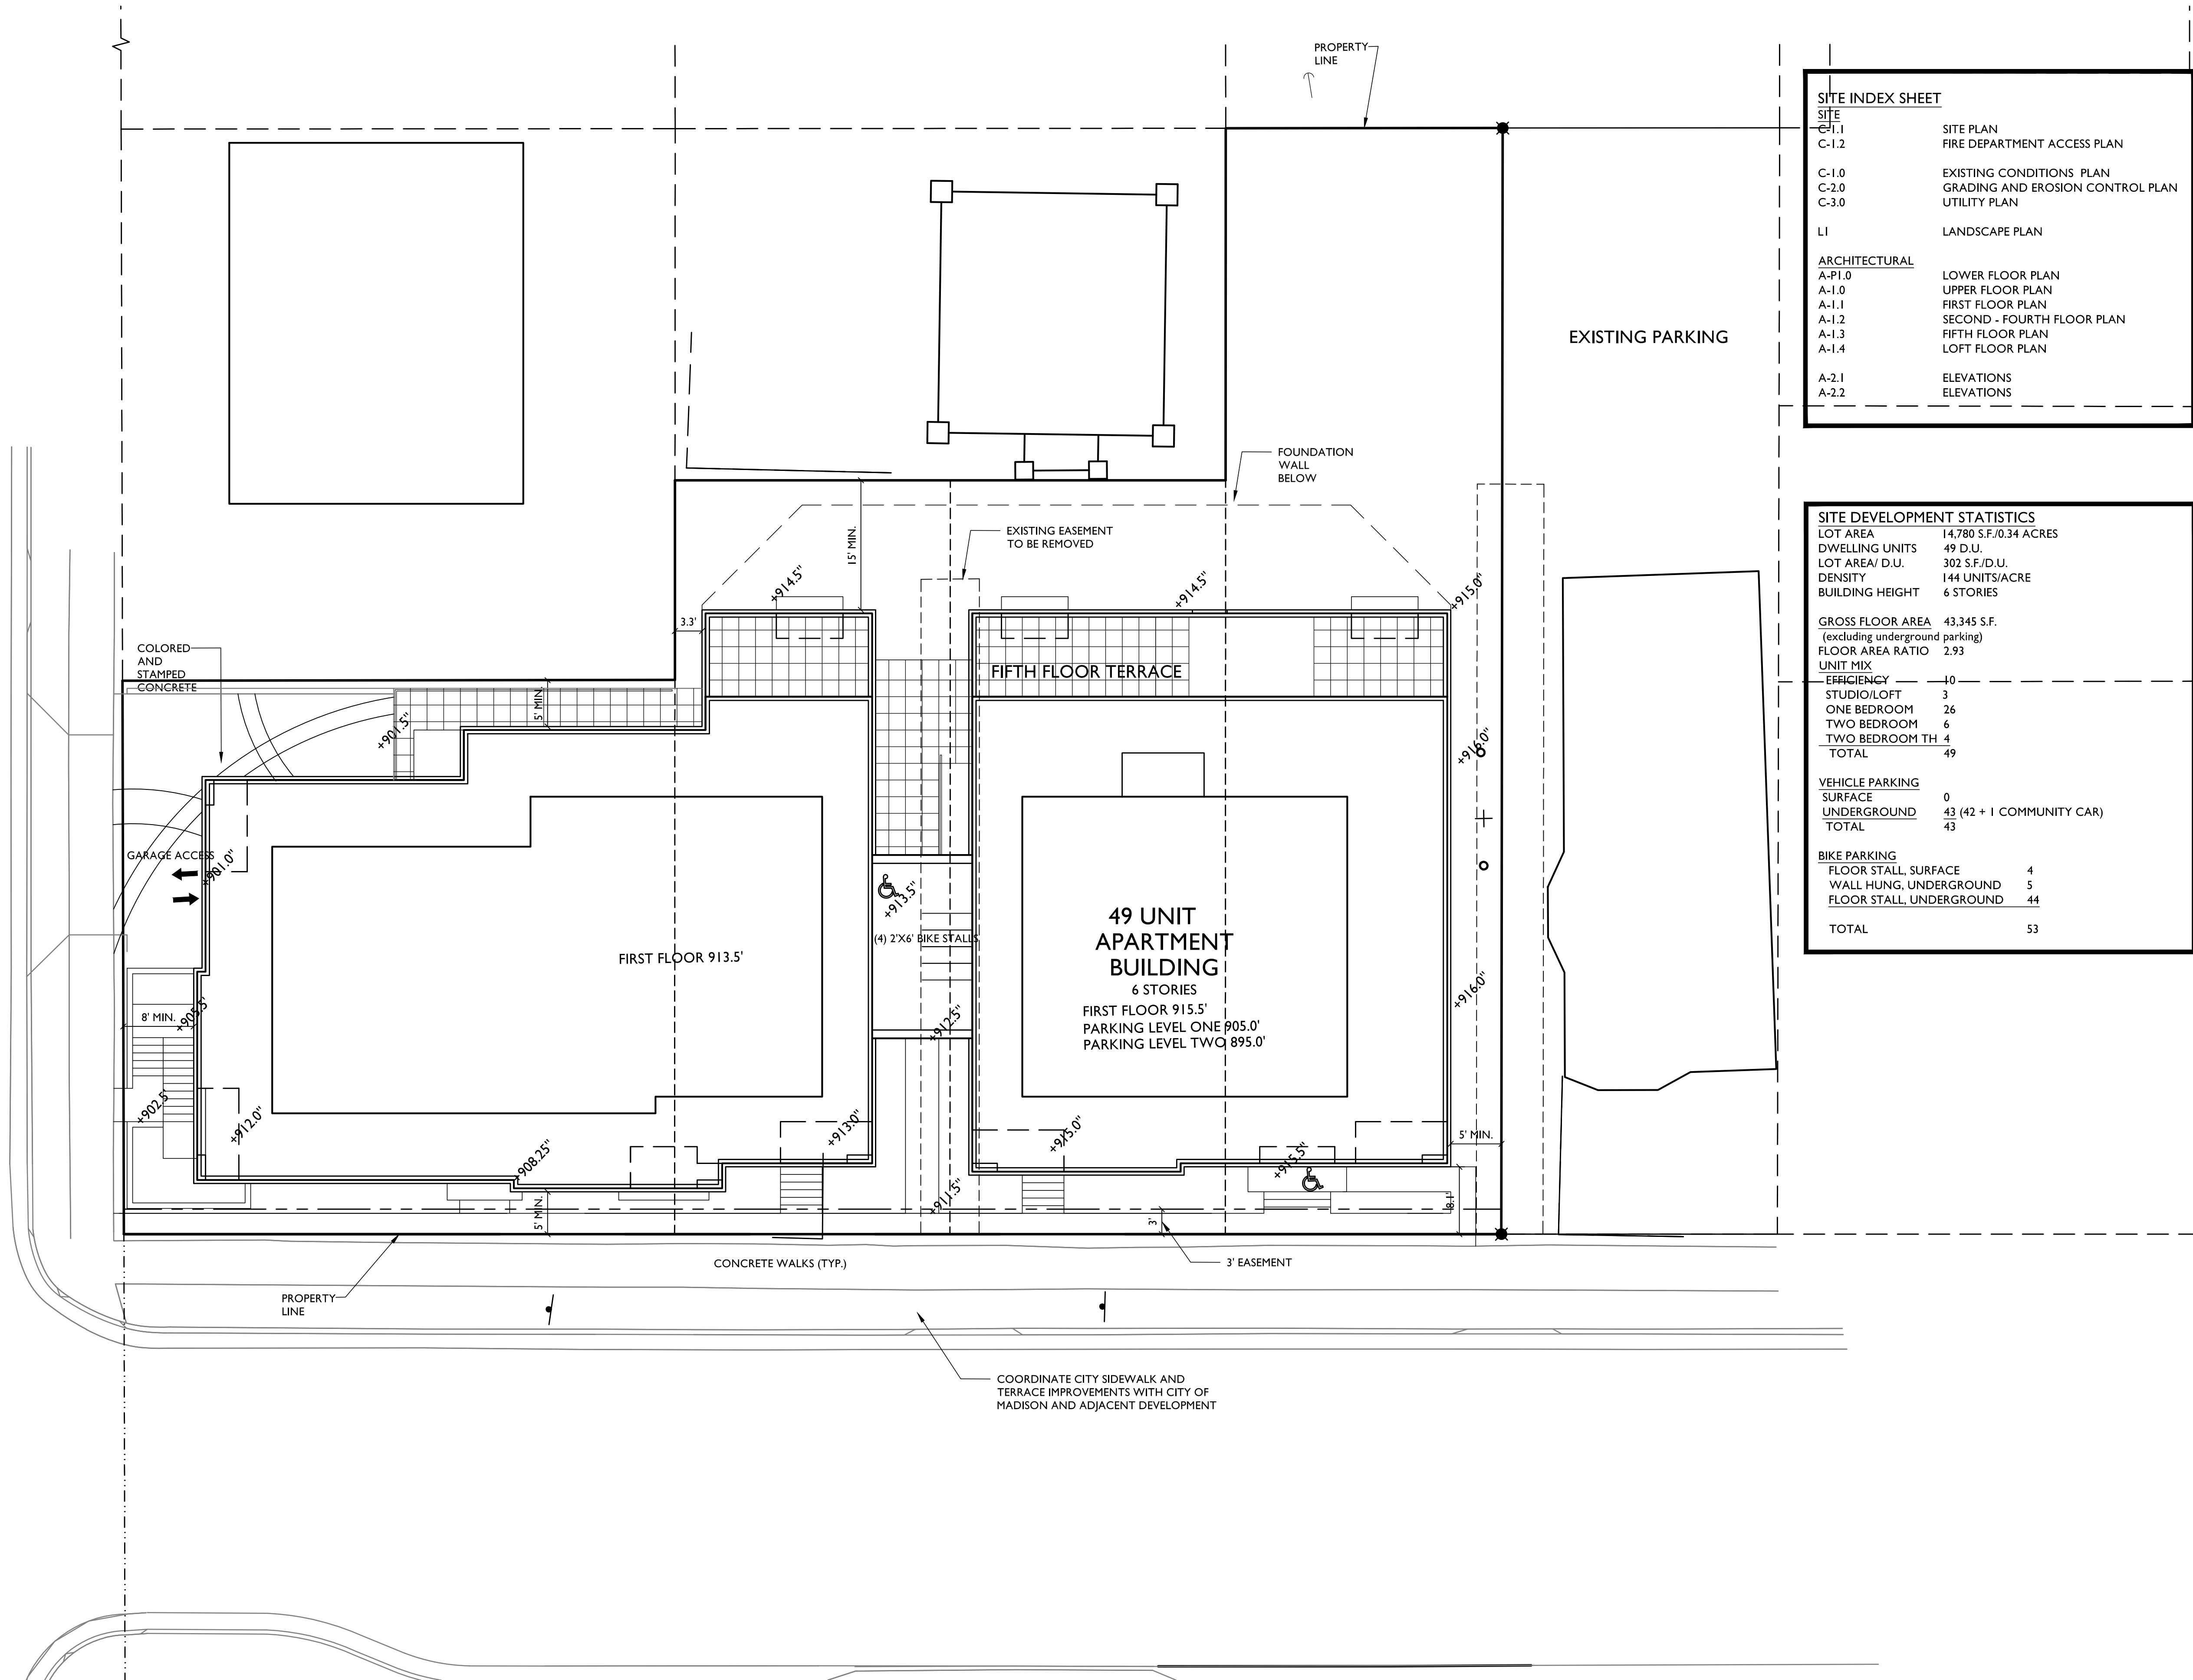 PROPERTY
LINE
SITE INDEX SHEET
SITE
C-1.1 SITE PLAN
C-1.2 FIRE DEPARTMENT ACCESS PLAN
C-1.0 EXISTING CONDITIONS PLAN
C-2.0 GRADING AND EROSION CONTROL PLAN
C-3.0 UTILITY PLAN
L1 LANDSCAPE PLAN
ARCHITECTURAL
A-P1.0 LOWER FLOOR PLAN
A-1.0 UPPER FLOOR PLAN
A-1.1 FIRST FLOOR PLAN
A-1.2 SECOND - FOURTH FLOOR PLAN
A-1.3 FIFTH FLOOR PLAN
A-1.4 LOFT FLOOR PLAN
A-2.1 ELEVATIONS
A-2.2 ELEVATIONS
EXISTING PARKING
FOUNDATION
WALL
BELOW
EXISTING EASEMENT
TO BE REMOVED
15' MIN.
+914.5"
+914.5"
+915.0"
3.3'
SITE DEVELOPMENT STATISTICS
LOT AREA 14,780 S.F./0.34 ACRES
DWELLING UNITS 49 D.U.
LOT AREA/ D.U. 302 S.F./D.U.
DENSITY 144 UNITS/ACRE
BUILDING HEIGHT 6 STORIES
GROSS FLOOR AREA 43,345 S.F.
(excluding underground parking)
FLOOR AREA RATIO 2.93
UNIT MIX
EFFICIENCY 10
STUDIO/LOFT 3
ONE BEDROOM 26
TWO BEDROOM 6
TWO BEDROOM TH 4
TOTAL 49
VEHICLE PARKING
SURFACE 0
UNDERGROUND 43 (42 + 1 COMMUNITY CAR)
TOTAL 43
BIKE PARKING
FLOOR STALL, SURFACE 4
WALL HUNG, UNDERGROUND 5
FLOOR STALL, UNDERGROUND 44
TOTAL 53
COLORED
AND
STAMPED
CONCRETE
FIFTH FLOOR TERRACE
5' MIN.
+901.5"
+916.0"
GARAGE ACCESS
+901.0"
+913.5"
(4) 2'X6' BIKE STALLS
FIRST FLOOR 913.5'
49 UNIT
APARTMENT
BUILDING
6 STORIES
FIRST FLOOR 915.5'
PARKING LEVEL ONE 905.0'
PARKING LEVEL TWO 895.0'
+916.0"
8' MIN.
+905.5'
+912.5"
+902.5'
+912.0"
+908.25"
+913.0"
+915.0"
+915.5"
5' MIN.
+911.5"
5' MIN.
3'
8.1'
CONCRETE WALKS (TYP.)
3' EASEMENT
PROPERTY
LINE
COORDINATE CITY SIDEWALK AND
TERRACE IMPROVEMENTS WITH CITY OF
MADISON AND ADJACENT DEVELOPMENT